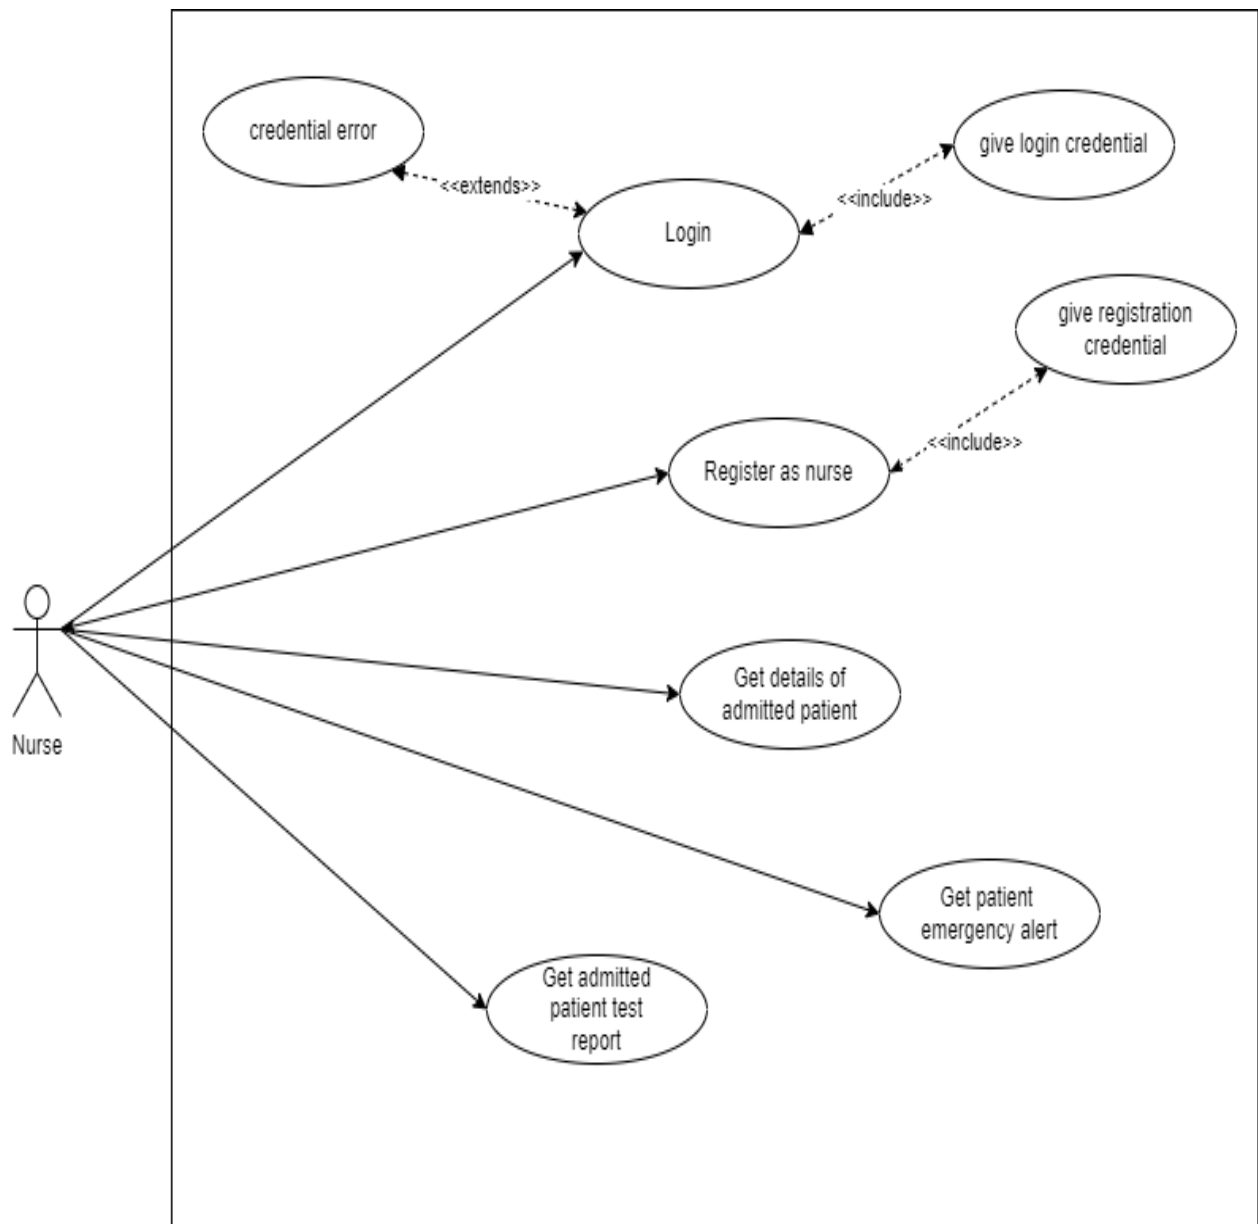 credential error
give login credential
<<extends>>
<<include>>
Login
give registration
credential
<<include>>
Register as nurse
Get details of
admitted patient
Nurse
Get patient
emergency alert
Get admitted
patient test
report